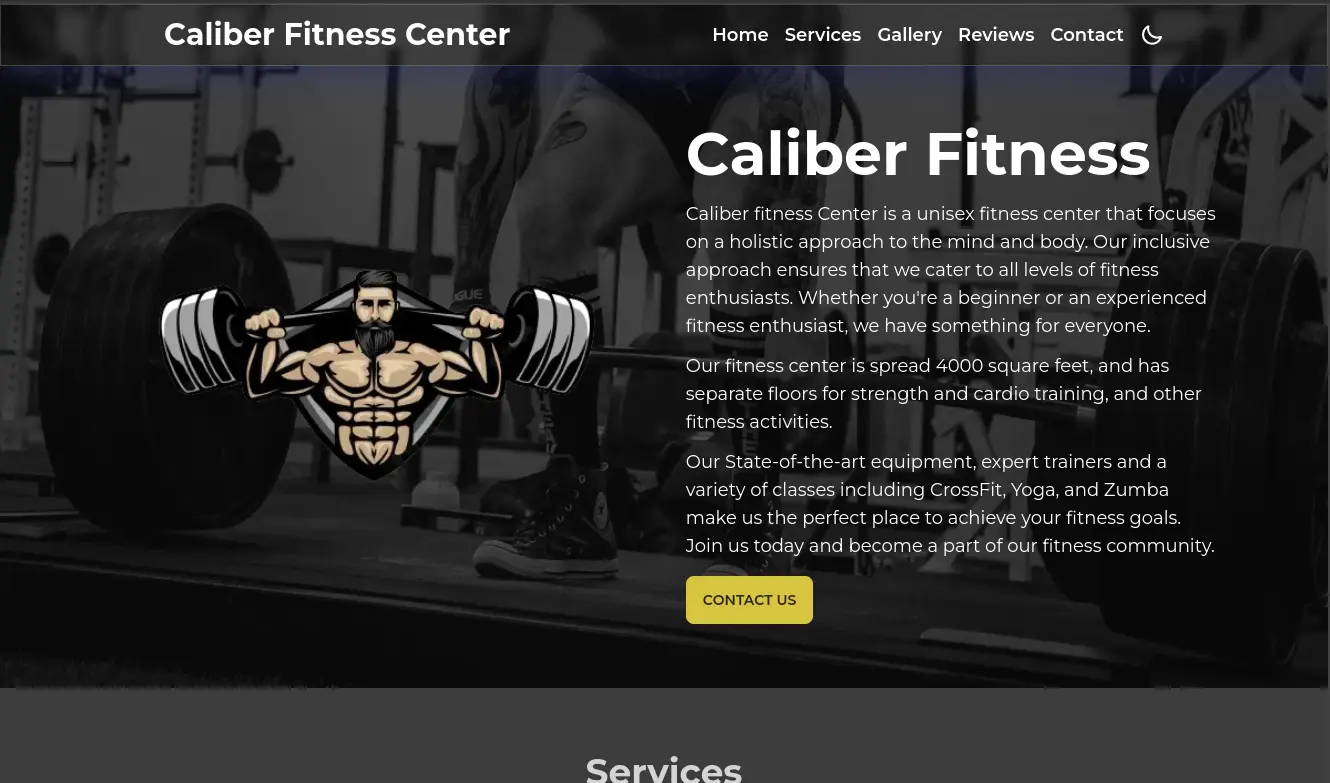 Caliber Fitness Center
Home Services Gallery Reviews Contact
Caliber Fitness
Caliber fitness Center is a unisex fitness center that focuses
on a holistic approach to the mind and body. Our inclusive
approach ensures that we cater to all levels of fitness
enthusiasts. Whether you're a beginner or an experienced
fitness enthusiast, we have something for everyone.
Our fitness center is spread 4000 square feet, and has
separate floors for strength and cardio training, and other
fitness activities.
Our State-of-the-art equipment, expert trainers and a
variety of classes including CrossFit, Yoga, and Zumba
make us the perfect place to achieve your fitness goals.
Join us today and become a part of our fitness community.
CONTACT US
Services